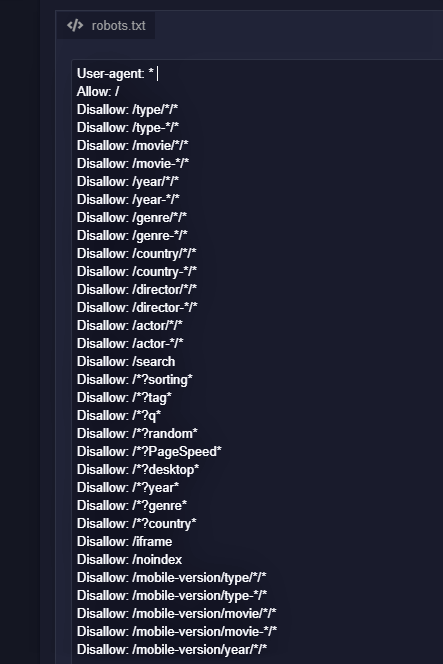 robots.txt
User-agent: *
Allow: /
Disallow: /type/*/*
Disallow: /type-*/*
Disallow: /movie/*/*
Disallow: /movie-*/*
Disallow: /year/*/*
Disallow: /year-*/*
Disallow: /genre/*/*
Disallow: /genre-*/*
Disallow: /country/*/*
Disallow: /country-*/*
Disallow: /director/*/*
Disallow: /director-*/*
Disallow: /actor/*/*
Disallow: /actor-*/*
Disallow: /search
Disallow: /*?sorting*
Disallow: /*?tag*
Disallow: /*?q*
Disallow: /*?random*
Disallow: /*?PageSpeed*
Disallow: /*?desktop*
Disallow: /*?year*
Disallow: /*?genre*
Disallow: /*?country*
Disallow: /iframe
Disallow: /noindex
Disallow: /mobile-version/type/*/*
Disallow: /mobile-version/type-*/*
Disallow: /mobile-version/movie/*/*
Disallow: /mobile-version/movie-*/*
Disallow: /mobile-version/year/*/*